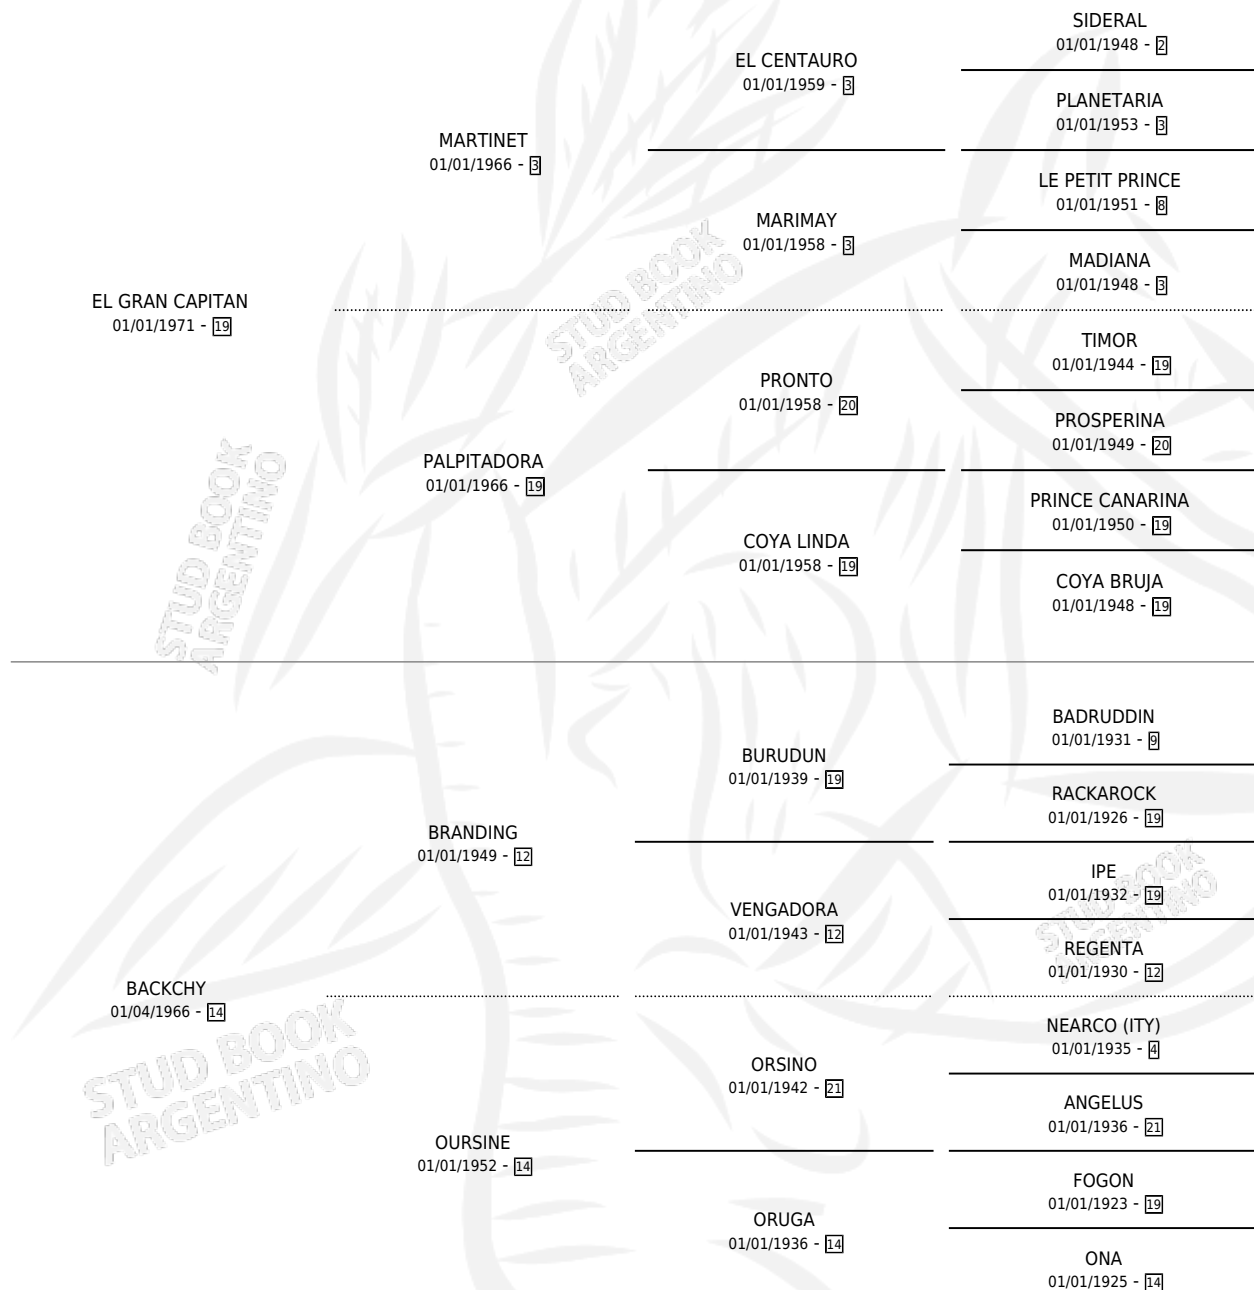 SIDERAL
01/01/1948 - 2
EL CENTAURO
01/01/1959 - 3
PLANETARIA
01/01/1953 - 3
MARTINET
01/01/1966 - 3
LE PETIT PRINCE
01/01/1951 - 8
MARIMAY
01/01/1958 - 3
MADIANA
01/01/1948 - 3
EL GRAN CAPITAN
01/01/1971 - 19
TIMOR
01/01/1944 - 19
PRONTO
01/01/1958 - 20
PROSPERINA
01/01/1949 - 20
PALPITADORA
01/01/1966 - 19
PRINCE CANARINA
01/01/1950 - 19
COYA LINDA
01/01/1958 - 19
COYA BRUJA
01/01/1948 - 19
STUD BOOK
ARGENTINO
STUD BOOK
ARGENTINO
BADRUDDIN
01/01/1931 - 9
BURUDUN
01/01/1939 - 19
RACKAROCK
01/01/1926 - 19
BRANDING
01/01/1949 - 12
IPE
01/01/1932 - 19
VENGADORA
01/01/1943 - 12
REGENTA
01/01/1930 - 12
BACKCHY
01/04/1966 - 14
NEARCO (ITY)
01/01/1935 - 4
ORSINO
01/01/1942 - 21
ANGELUS
01/01/1936 - 21
OURSINE
01/01/1952 - 14
FOGON
01/01/1923 - 19
ORUGA
01/01/1936 - 14
ONA
01/01/1925 - 14
STUD BOOK
ARGENTINO
STUD BOOK
ARGENTINO